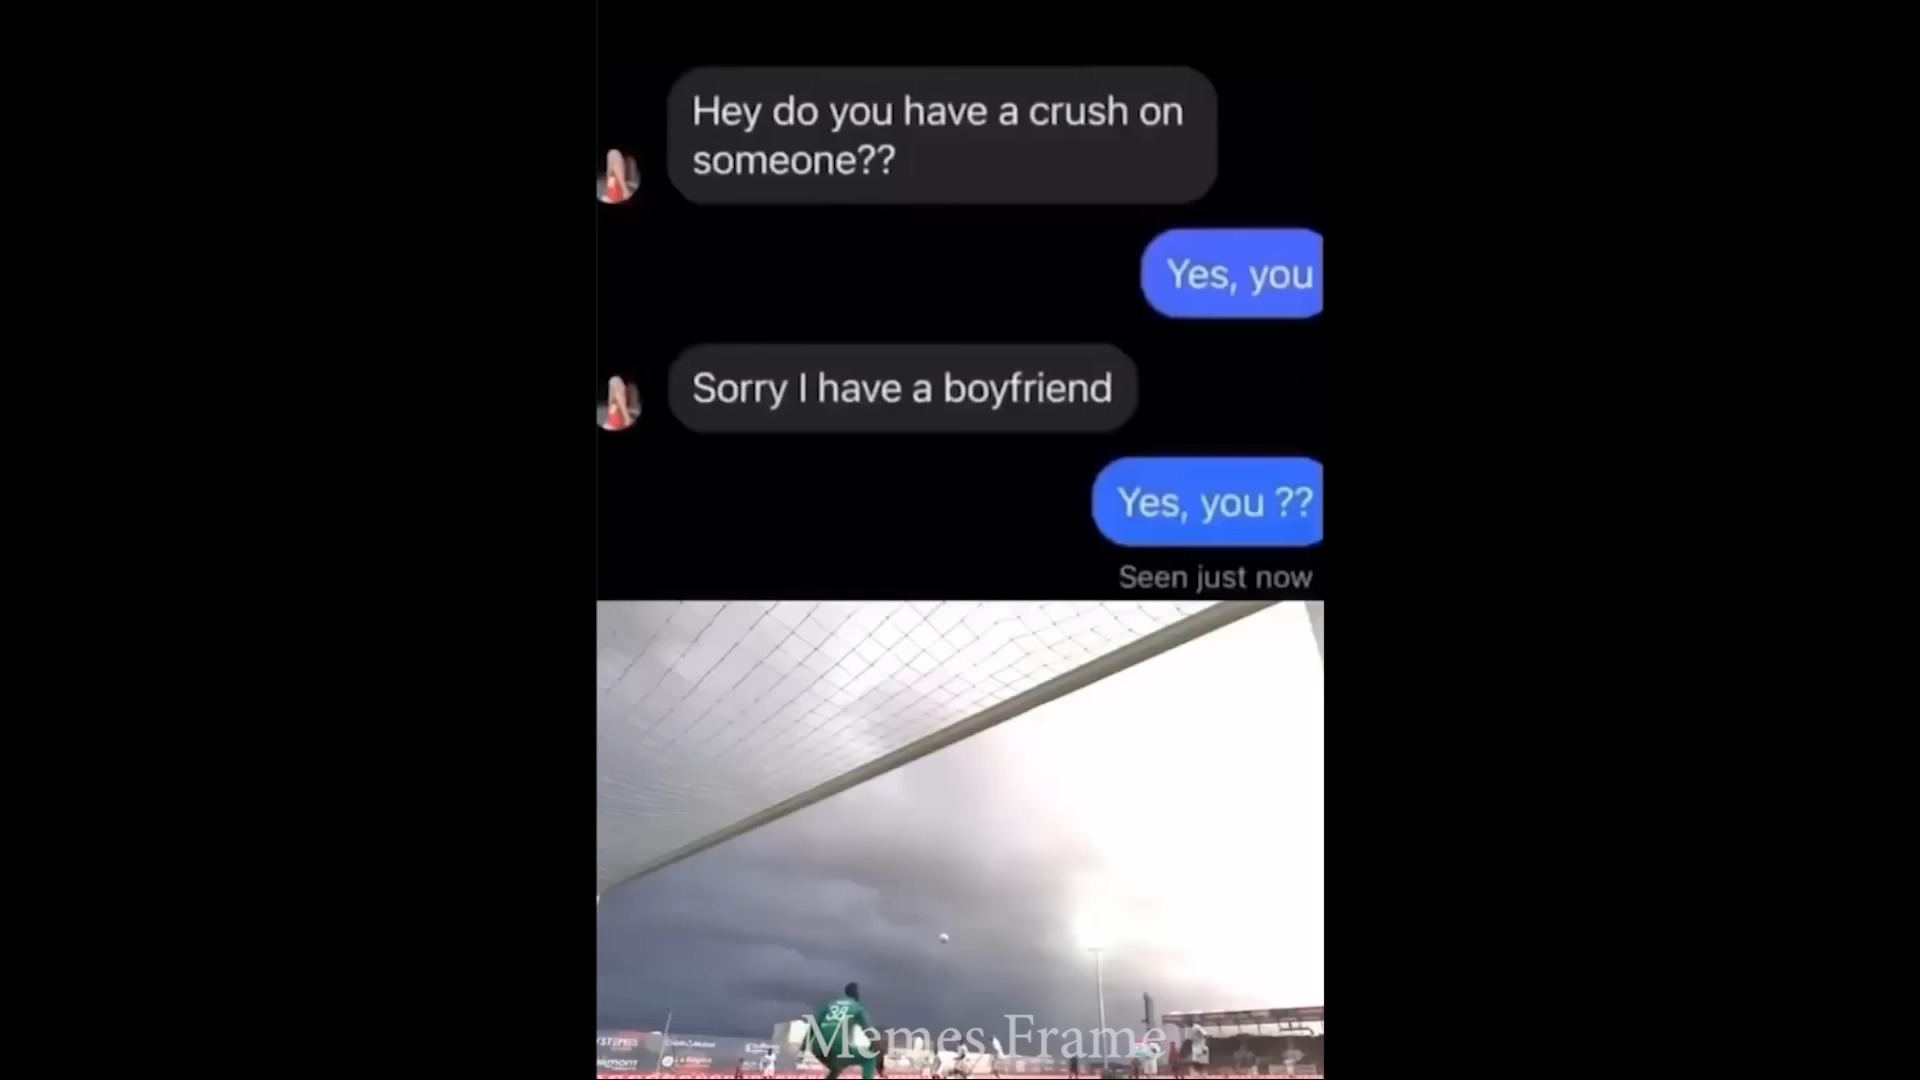 Hey do you have a crush on
someone??
Yes, you
Sorry I have a boyfriend
Yes, you ??
Seen just now
38
Memes Frame